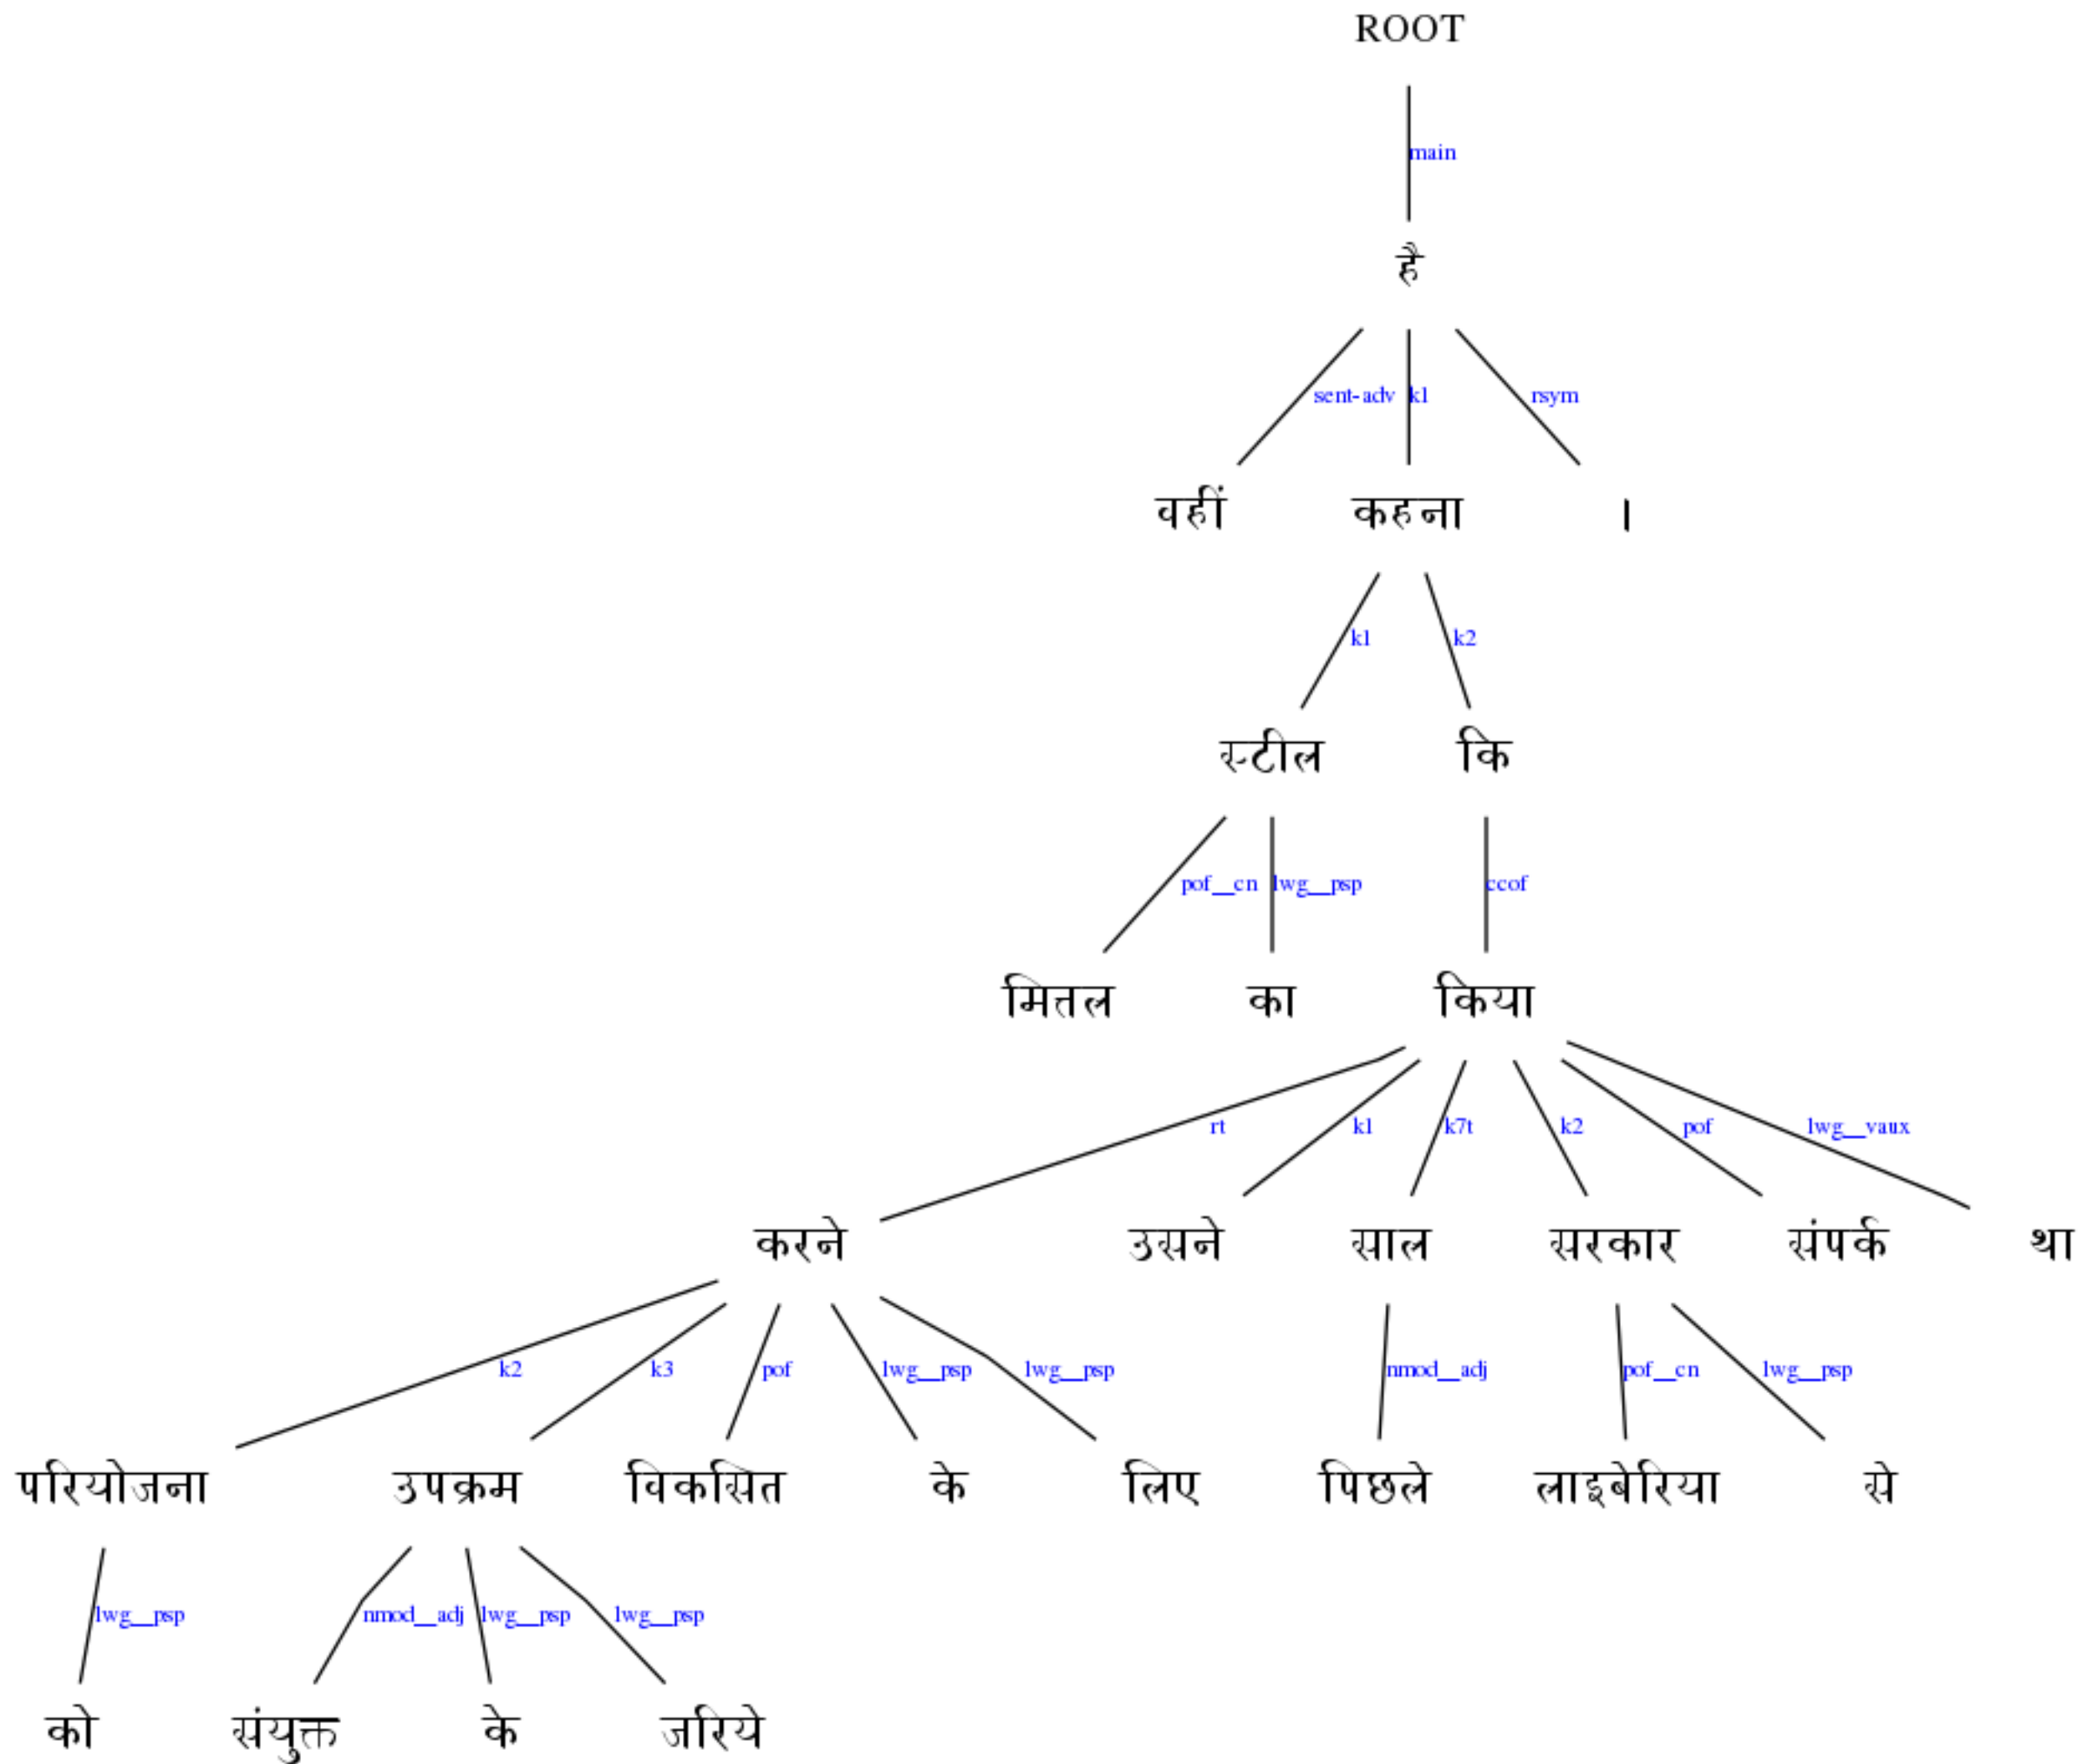 ROOT
main
है
sent-adv k1 rsym
वहीं कहना ।
k1 k2
स्टील कि
pof__cn lwg__psp ccof
मित्तल का किया
rt k1 k7t k2 pof lwg__vaux
करने उसने साल सरकार संपर्क था
k2 k3 pof lwg__psp lwg__psp nmod__adj pof__cn lwg__psp
परियोजना उपक्रम विकसित के लिए पिछले लाइबेरिया से
lwg__psp nmod__adj lwg__psp lwg__psp
को संयुक्त के जरिये